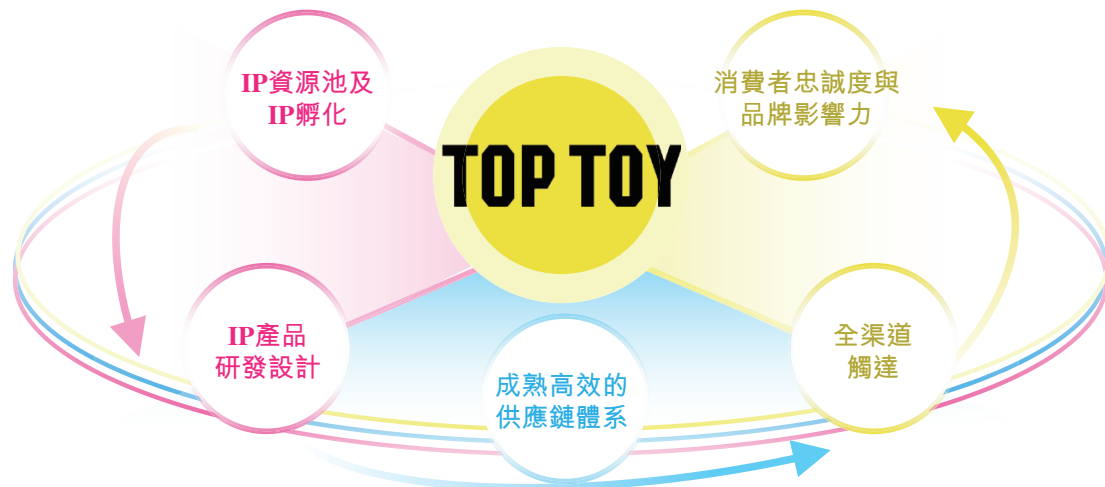 IP資源池及
IP孵化
TOP TOY
消費者忠誠度與
品牌影響力
IP產品
研發設計
成熟高效的
供應鏈體系
全渠道
觸達